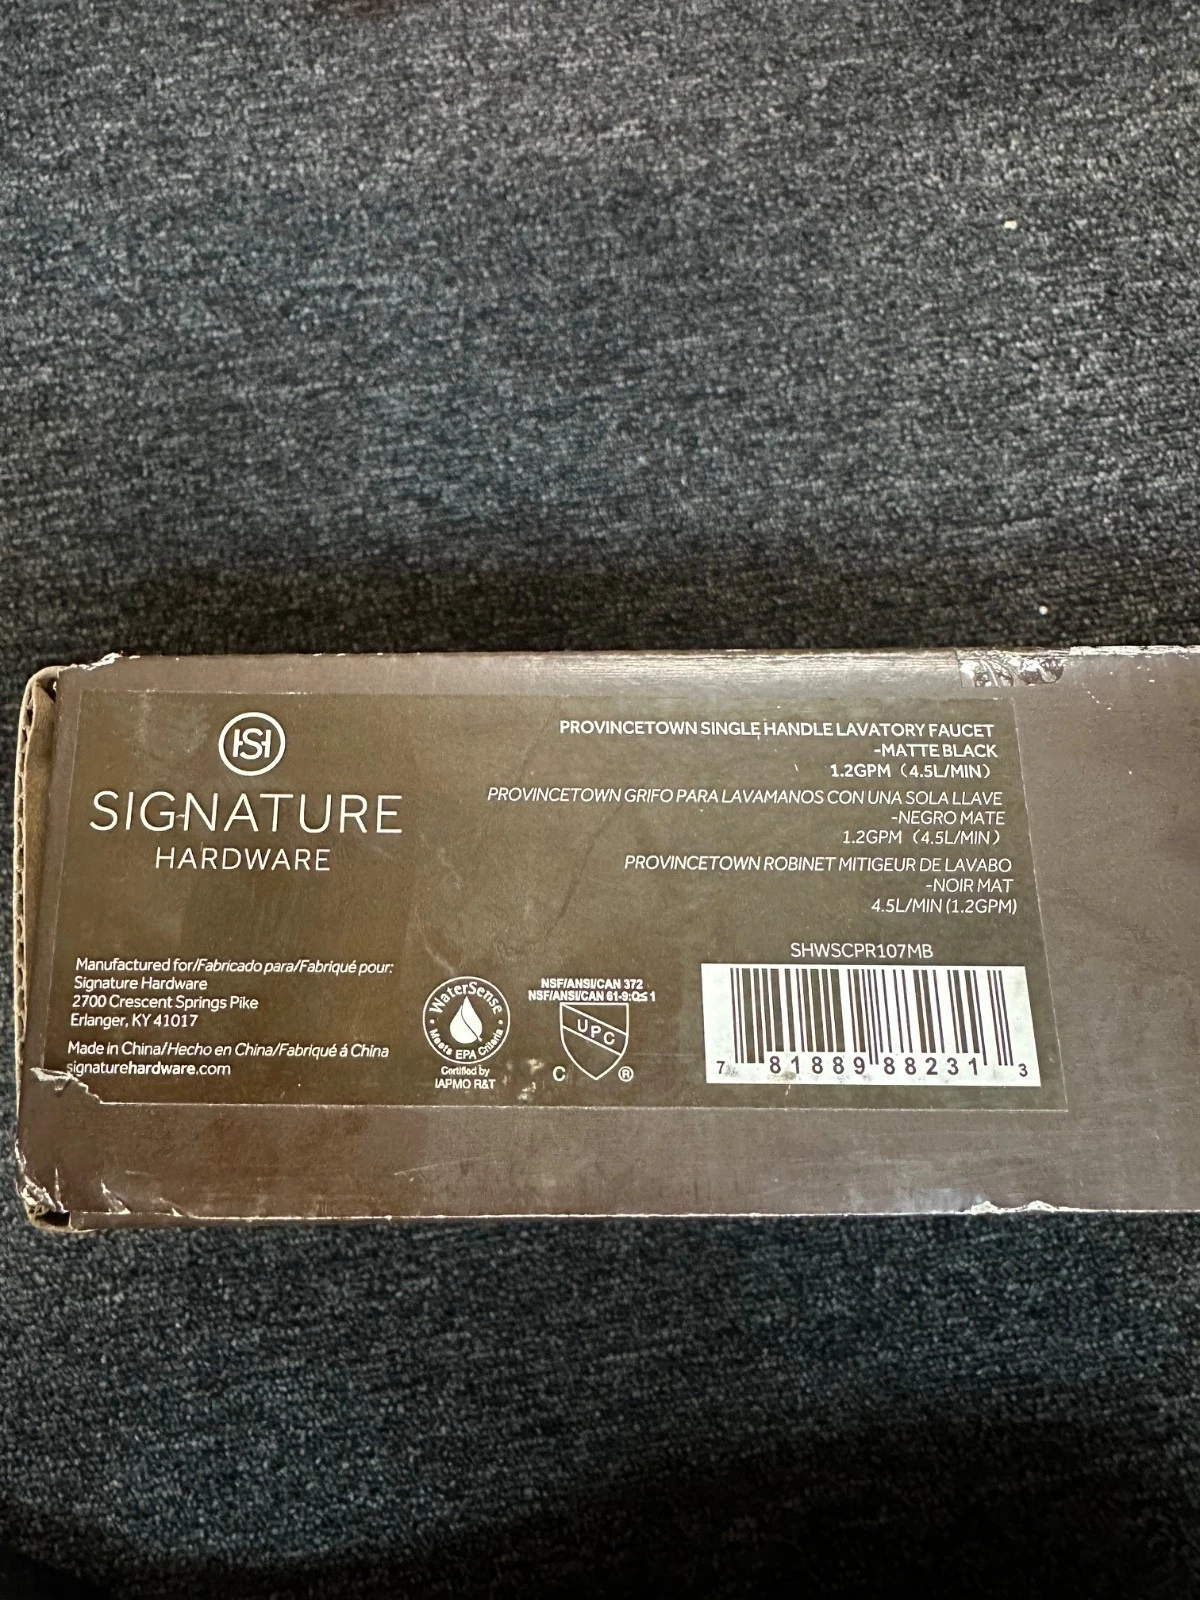 HS
SIGNATURE
HARDWARE
PROVINCETOWN SINGLE HANDLE LAVATORY FAUCET
-MATTE BLACK
1.2GPM (4.5L/MIN)
PROVINCETOWN GRIFO PARA LAVAMANOS CON UNA SOLA LLAVE
-NEGRO MATE
1.2GPM (4.5L/MIN)
PROVINCETOWN ROBINET MITIGEUR DE LAVABO
-NOIR MAT
4.5L/MIN (1.2GPM)
Manufactured for/Fabricado para/Fabriqué pour:
Signature Hardware
2700 Crescent Springs Pike
Erlanger, KY 41017
Made in China/Hecho en China/Fabriqué á China
signaturehardware.com
WaterSense
Meets EPA Criteria
Certified by
IAPMO R&T
NSF/ANSI/CAN 372
NSF/ANSI/CAN 61-9:Q≤1
UPC
C ®
SHWSCPR107MB
7 81889 88231 3